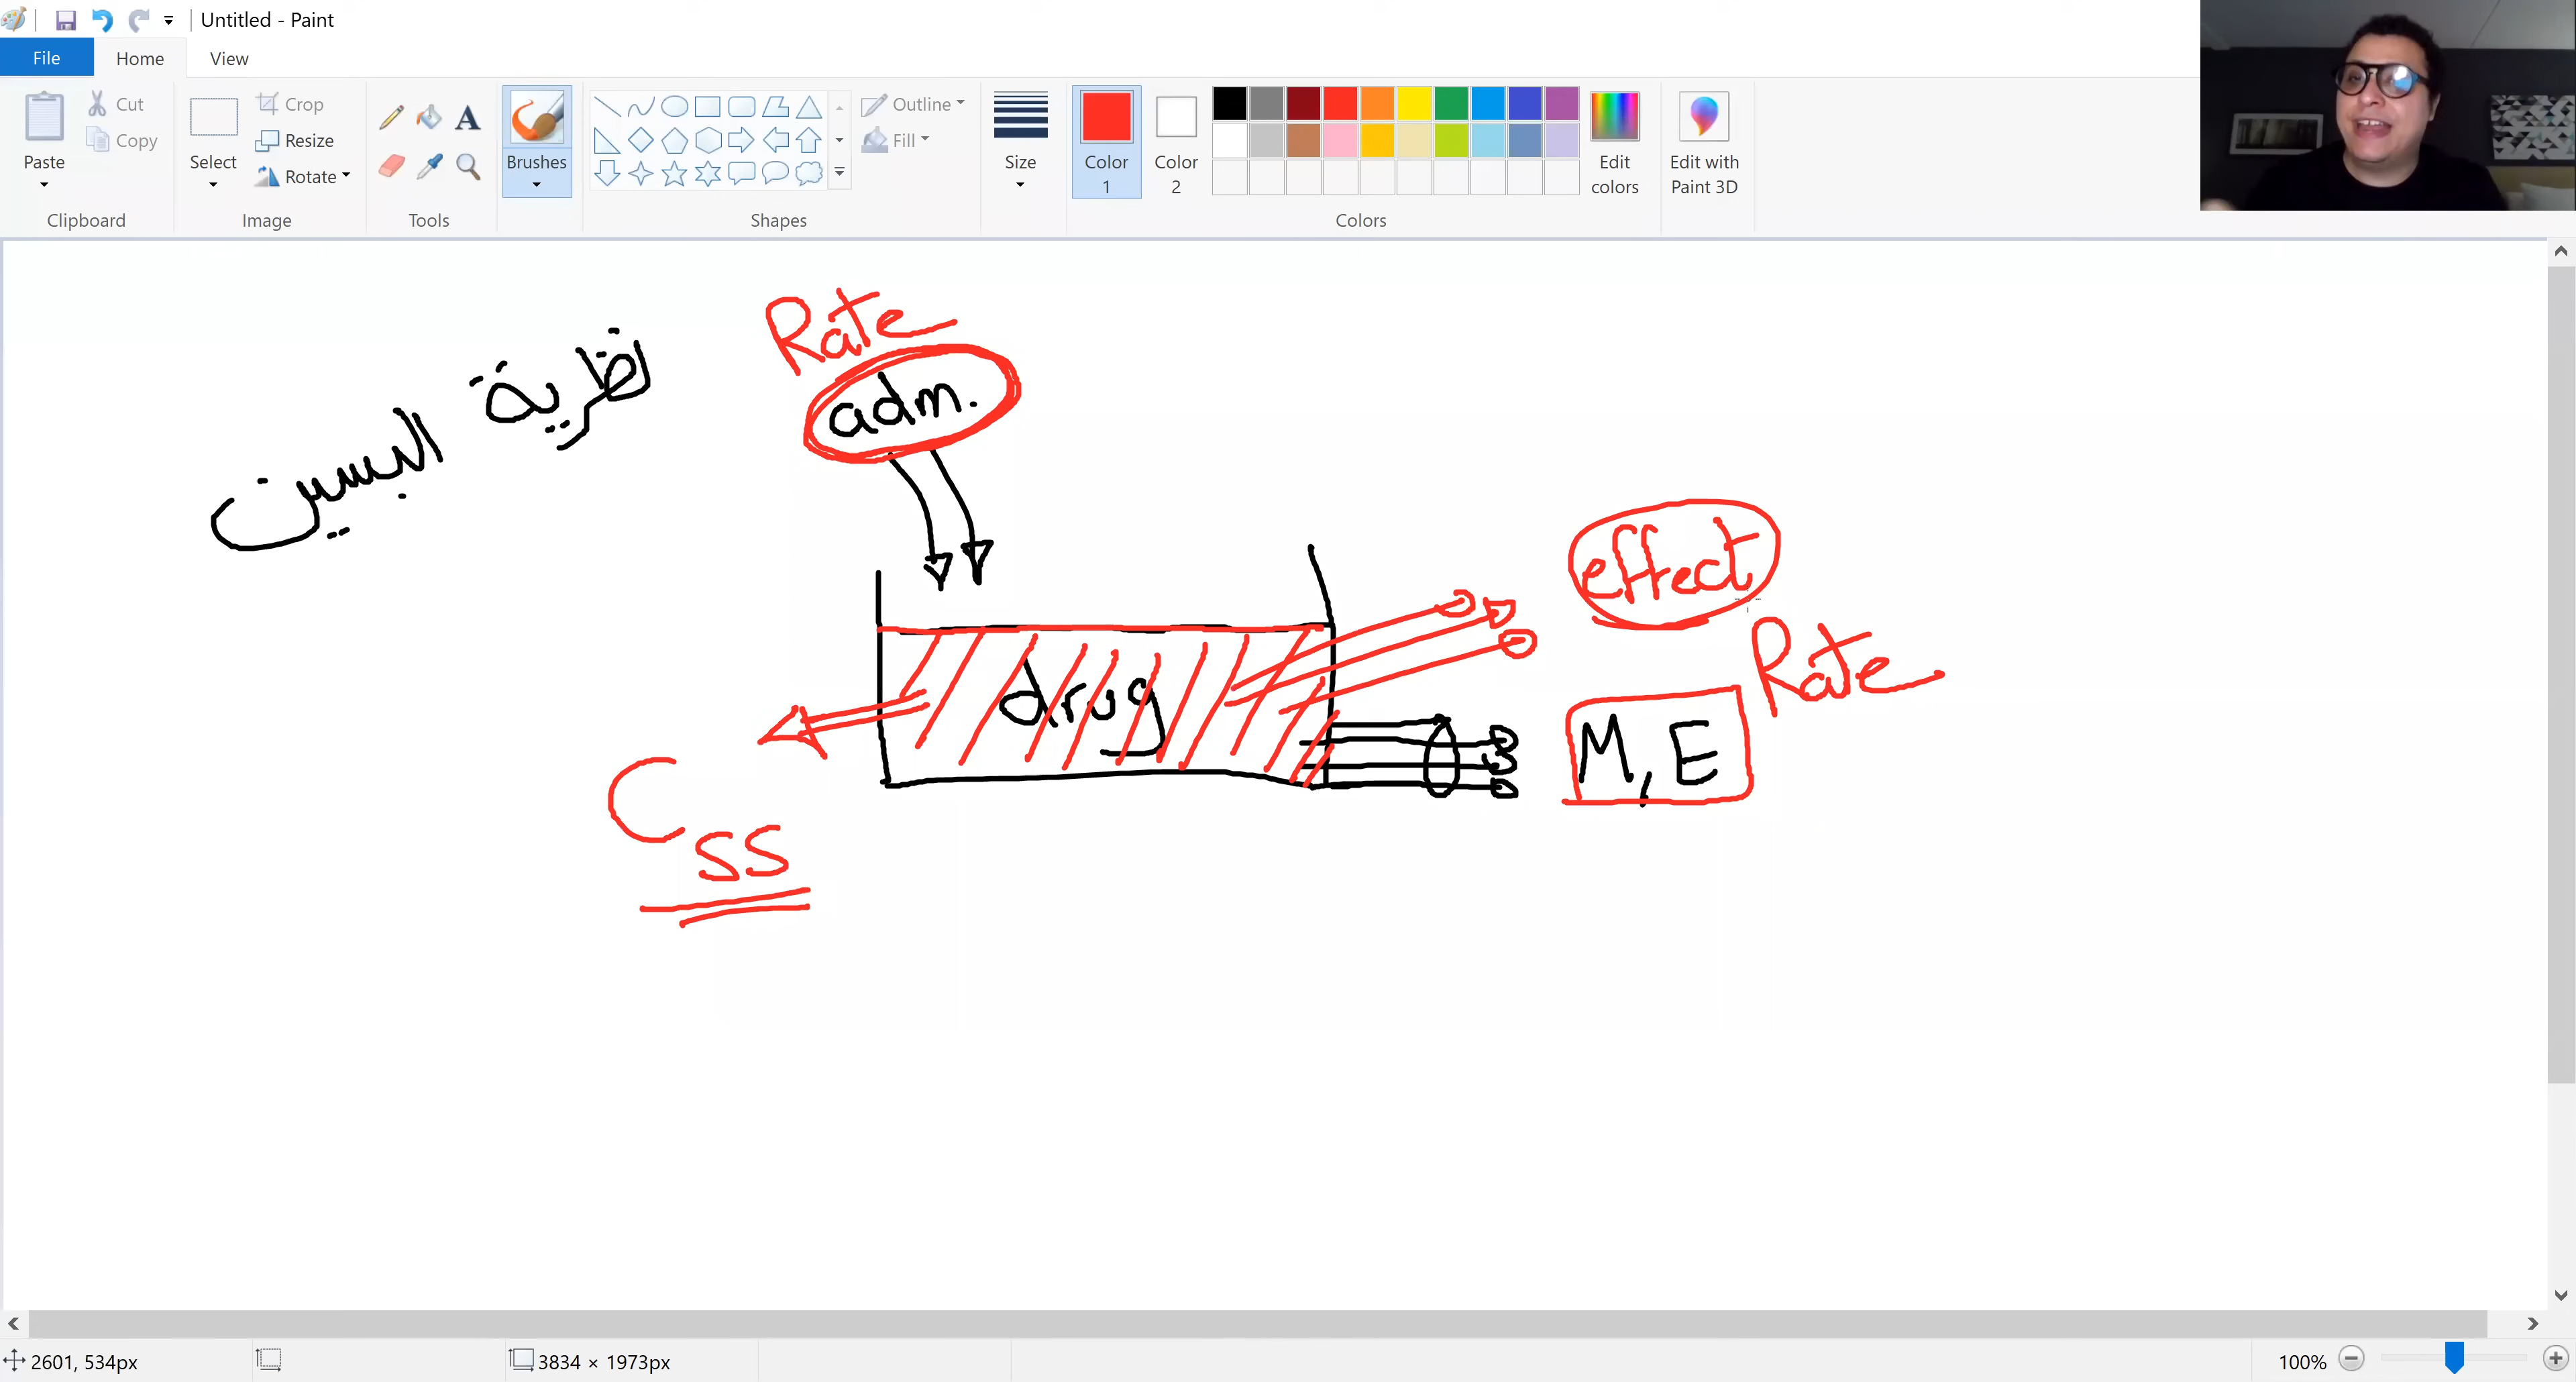 Untitled - Paint
File Home View
Paste
Cut
Copy
Clipboard
Select
Crop
Resize
Rotate
Image
Tools
Brushes
Shapes
Outline
Fill
Size
Color 1
Color 2
Colors
Edit colors
Edit with Paint 3D
نظرية البسين
Rate
adm.
drug
effect
Rate
M, E
Css
2601, 534px
3834 × 1973px
100%